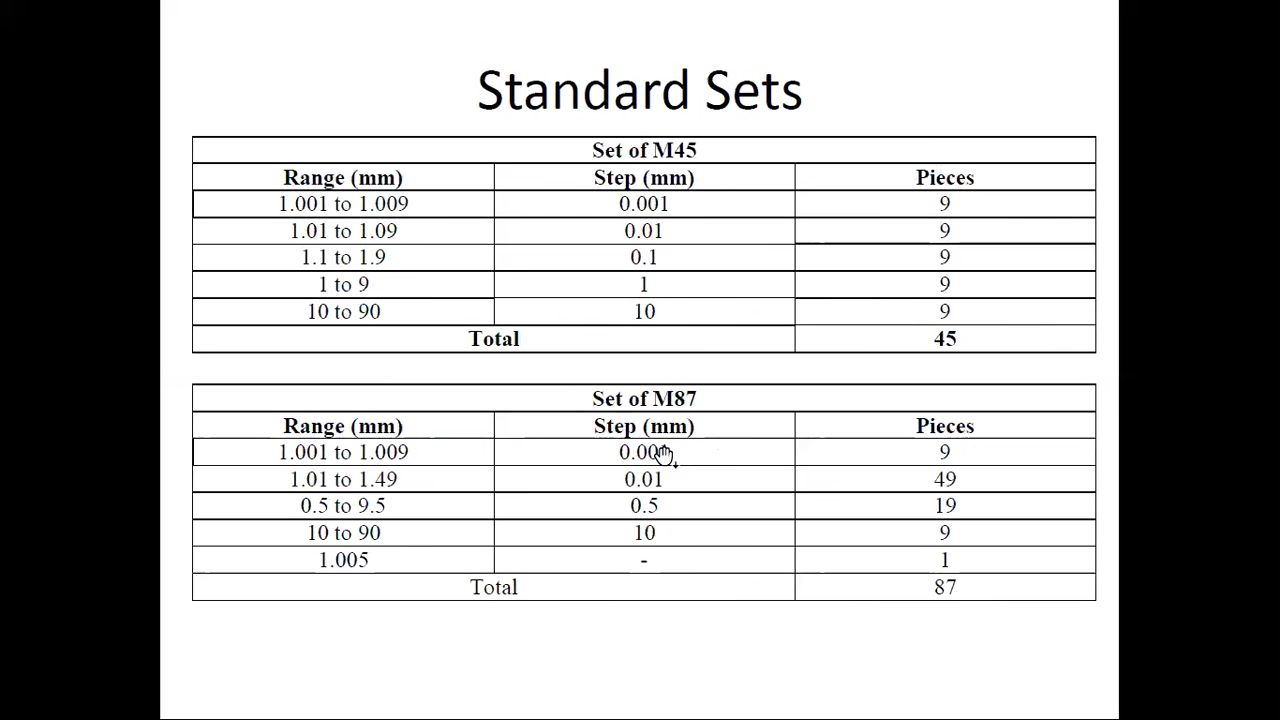 Standard Sets
Set of M45
Range (mm) Step (mm) Pieces
1.001 to 1.009 0.001 9
1.01 to 1.09 0.01 9
1.1 to 1.9 0.1 9
1 to 9 1 9
10 to 90 10 9
Total 45
Set of M87
Range (mm) Step (mm) Pieces
1.001 to 1.009 9
1.01 to 1.49 0.01 49
0.5 to 9.5 0.5 19
10 to 90 10 9
1.005 - 1
Total 87